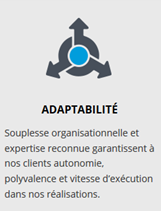 ADAPTABILITÉ
Souplesse organisationnelle et
expertise reconnue garantissent à
nos clients autonomie,
polyvalence et vitesse d'exécution
dans nos réalisations.